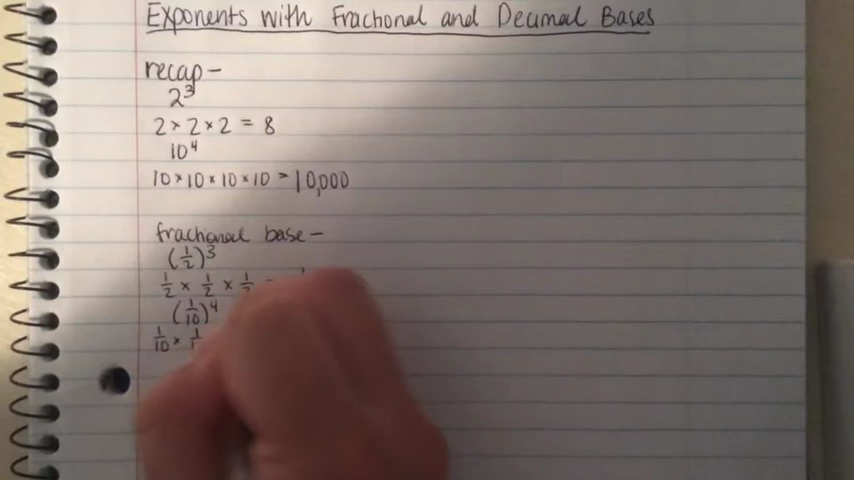 Exponents with Fractional and Decimal Bases
recap-
2³
2 × 2 × 2 = 8
10⁴
10 × 10 × 10 × 10 = 10,000
fractional base-
(1/2)³
1/2 × 1/2 × 1/2 =
(1/10)⁴
1/10 ×